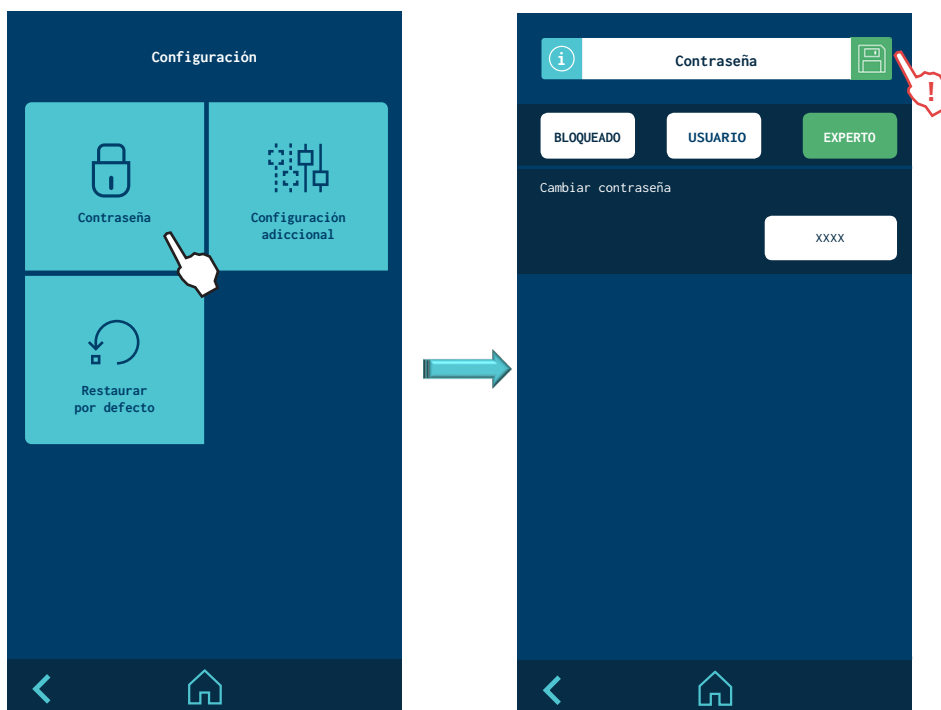 Configuración
Contraseña
Configuración
adiccional
Restaurar
por defecto
i
Contraseña
!
BLOQUEADO
USUARIO
EXPERTO
Cambiar contraseña
XXXX